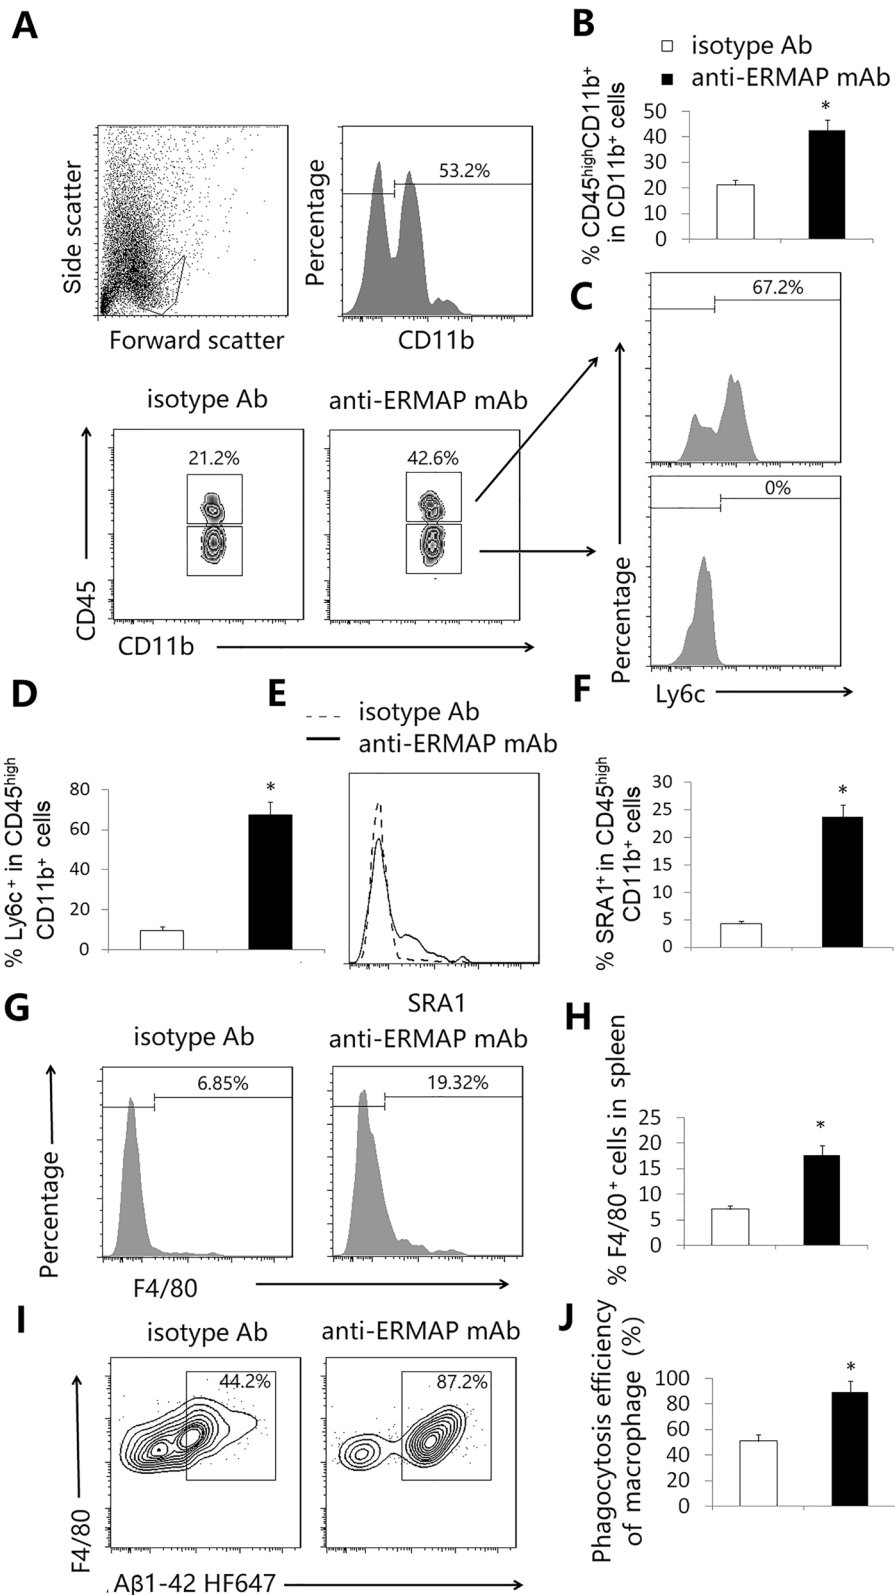 A
B
isotype Ab
anti-ERMAP mAb
% CD45highCD11b+
in CD11b+ cells
50
40
30
20
10
0
*
Side scatter
Forward scatter
Percentage
53.2%
CD11b
C
67.2%
0%
Percentage
Ly6c
isotype Ab
anti-ERMAP mAb
21.2%
42.6%
CD45
CD11b
D
% Ly6c+ in CD45high
CD11b+ cells
80
60
40
20
0
*
E
isotype Ab
anti-ERMAP mAb
SRA1
F
% SRA1+ in CD45high
CD11b+ cells
30
25
20
15
10
5
0
*
G
isotype Ab
anti-ERMAP mAb
6.85%
19.32%
Percentage
F4/80
H
% F4/80+ cells in spleen
25
20
15
10
5
0
*
I
isotype Ab
anti-ERMAP mAb
44.2%
87.2%
F4/80
Aβ1-42 HF647
J
Phagocytosis efficiency
of macrophage (%)
100
80
60
40
20
0
*